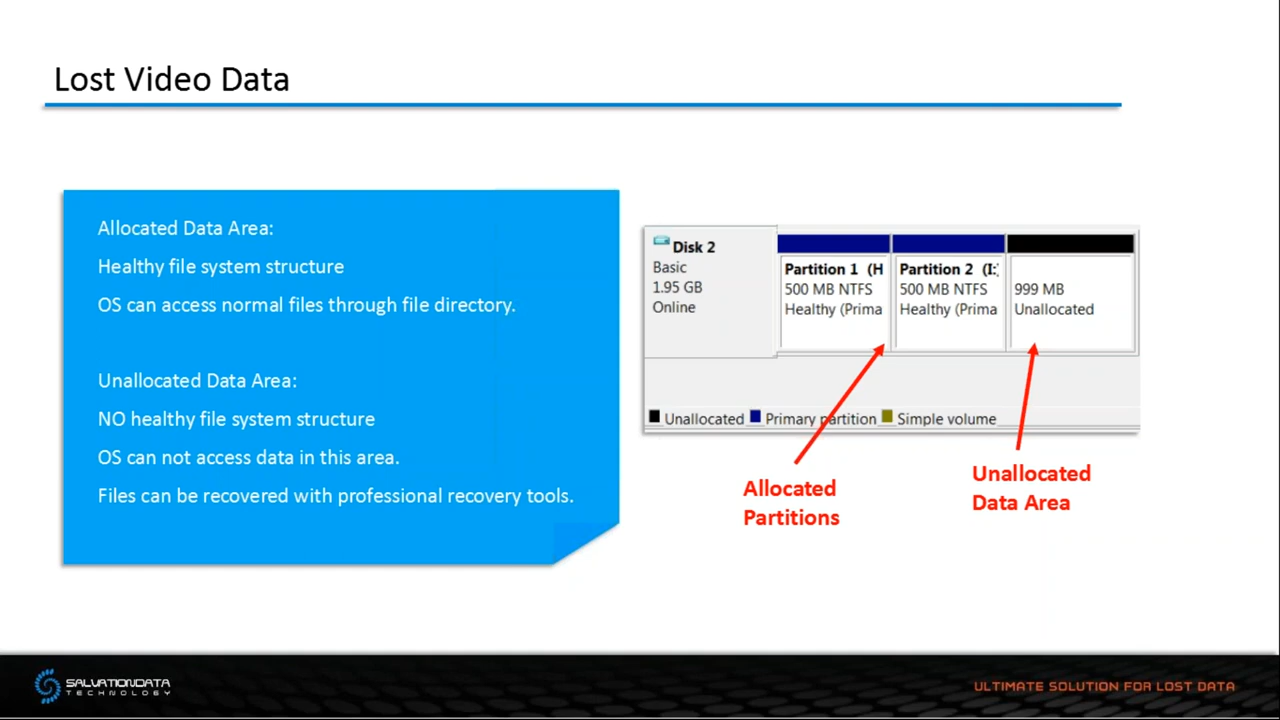 Lost Video Data
Allocated Data Area:
Healthy file system structure
OS can access normal files through file directory.
Unallocated Data Area:
NO healthy file system structure
OS can not access data in this area.
Files can be recovered with professional recovery tools.
Disk 2
Basic
1.95 GB
Online
Partition 1 (H
500 MB NTFS
Healthy (Prima
Partition 2 (I:
500 MB NTFS
Healthy (Prima
999 MB
Unallocated
Unallocated Primary partition Simple volume
Allocated
Partitions
Unallocated
Data Area
SALVATIONDATA
TECHNOLOGY
ULTIMATE SOLUTION FOR LOST DATA